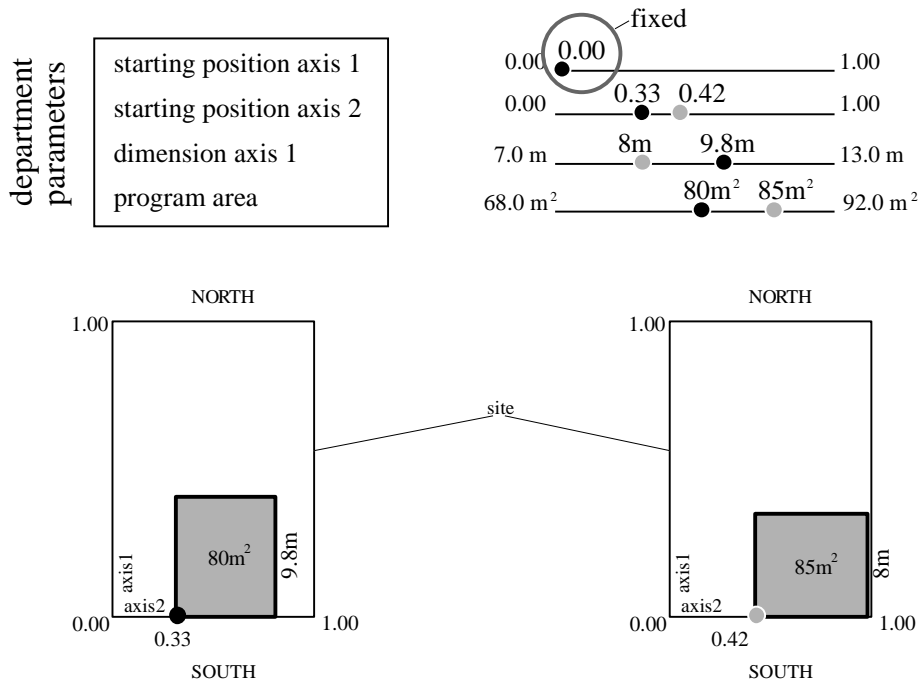 department
parameters
starting position axis 1
starting position axis 2
dimension axis 1
program area
fixed
0.00
0.00
1.00
0.00
0.33
0.42
1.00
7.0 m
8m
9.8m
13.0 m
68.0 m²
80m²
85m²
92.0 m²
NORTH
1.00
site
80m²
9.8m
axis1
axis2
0.00
0.33
1.00
SOUTH
NORTH
1.00
85m²
8m
axis1
axis2
0.00
0.42
1.00
SOUTH